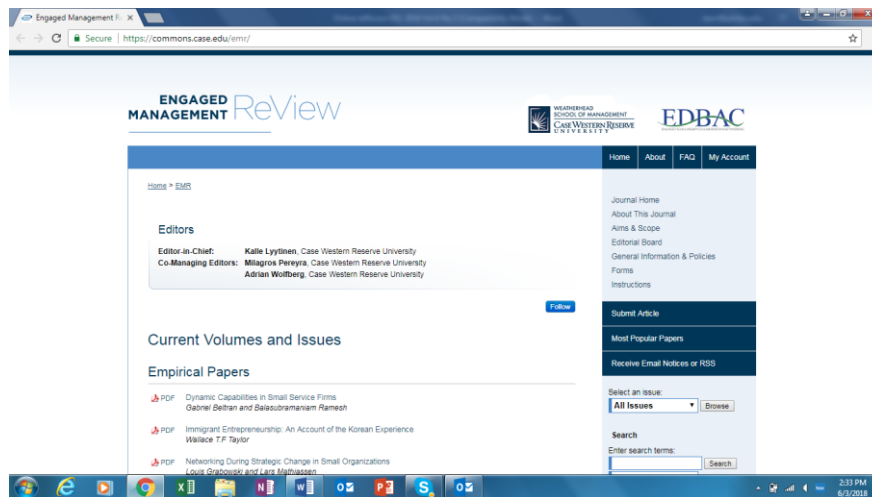 Engaged Management Re
Secure | https://commons.case.edu/emr/
ENGAGED
MANAGEMENT ReVieW
WEATHERHEAD
SCHOOL OF MANAGEMENT
CASE WESTERN RESERVE
UNIVERSITY
EDBAC
Home About FAQ My Account
Home > EMR
Editors
Editor-in-Chief: Kalle Lyytinen, Case Western Reserve University
Co-Managing Editors: Milagros Pereyra, Case Western Reserve University
Adrian Wolfberg, Case Western Reserve University
Follow
Current Volumes and Issues
Empirical Papers
PDF Dynamic Capabilities in Small Service Firms
Gabriel Beltran and Balasubramaniam Ramesh
PDF Immigrant Entrepreneurship: An Account of the Korean Experience
Wallace T.F Taylor
PDF Networking During Strategic Change in Small Organizations
Louis Grabowski and Lars Mathiassen
Journal Home
About This Journal
Aims & Scope
Editorial Board
General Information & Policies
Forms
Instructions
Submit Article
Most Popular Papers
Receive Email Notices or RSS
Select an issue:
All Issues Browse
Search
Enter search terms:
Search
2:33 PM
6/3/2018